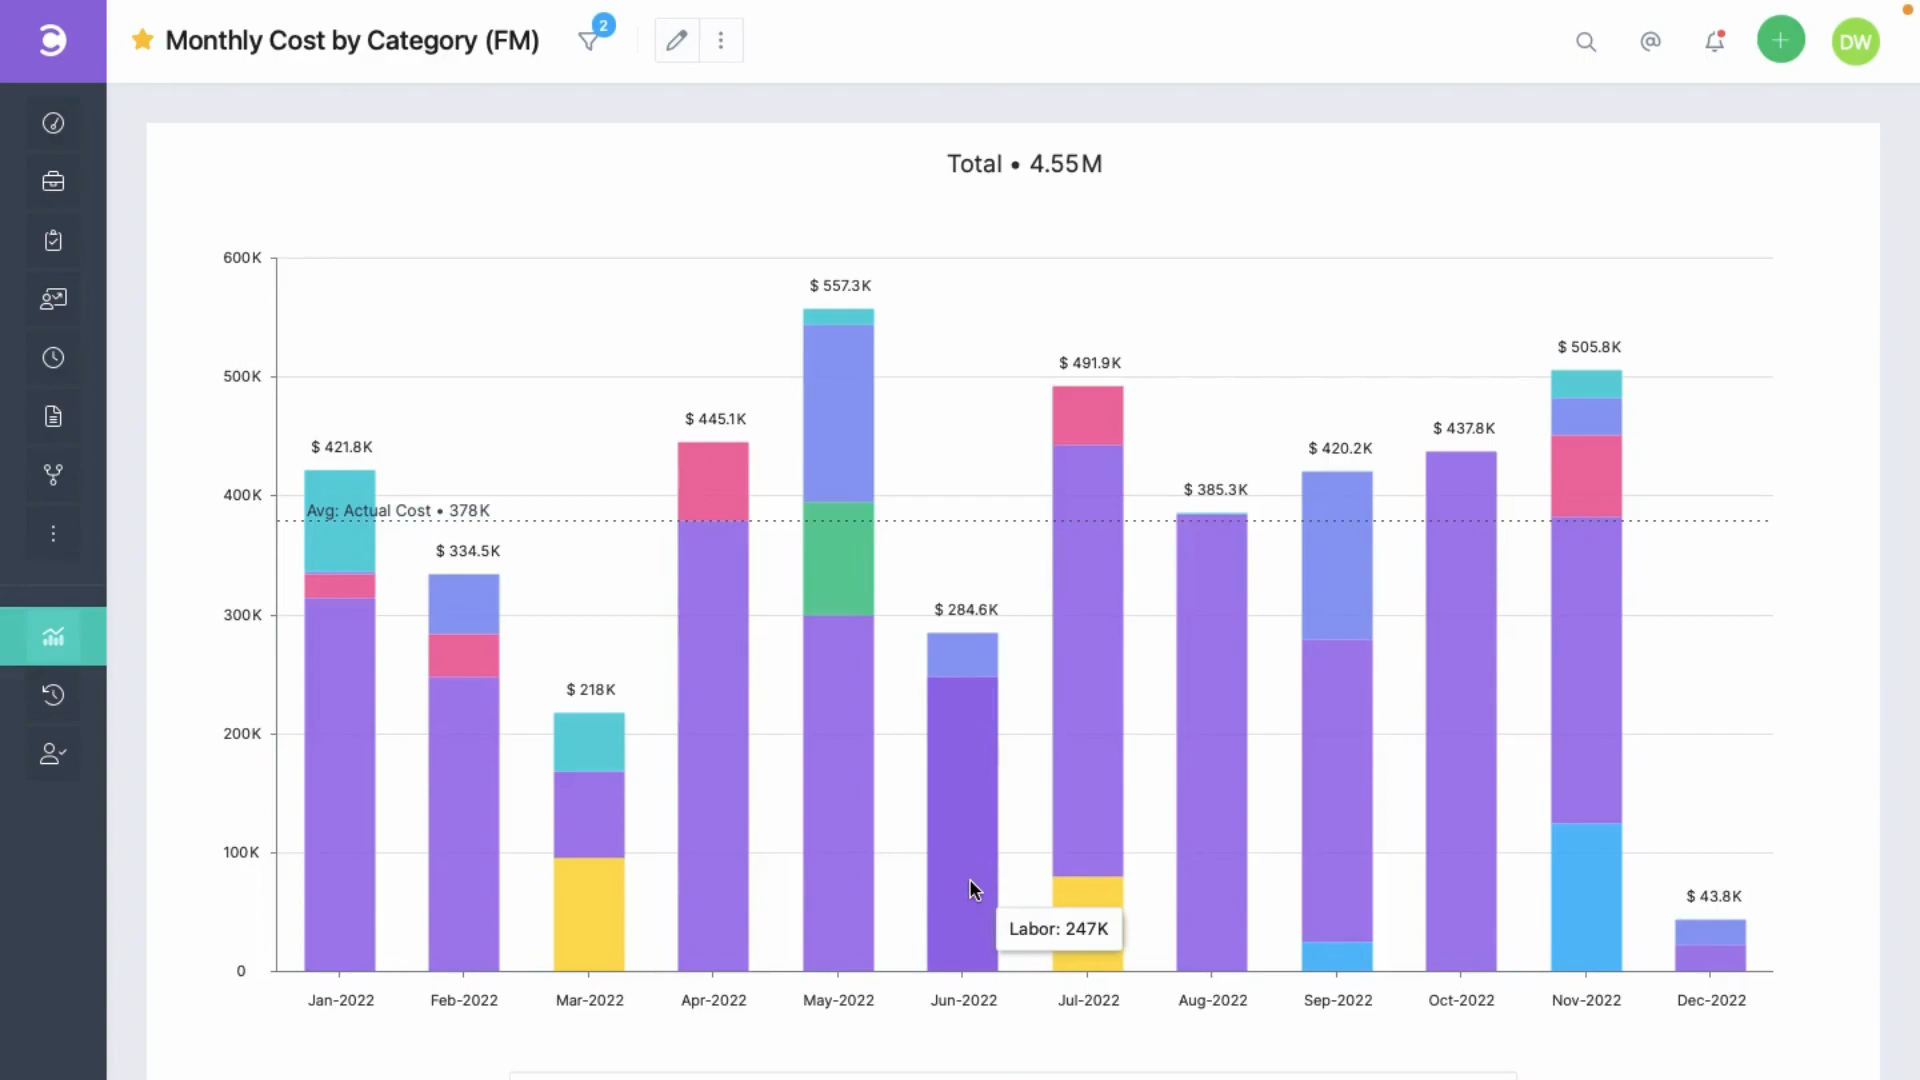 Monthly Cost by Category (FM)
2
DW
Total • 4.55M
600K
$ 557.3K
$ 505.8K
500K
$ 491.9K
$ 445.1K
$ 437.8K
$ 421.8K
$ 420.2K
400K
$ 385.3K
Avg: Actual Cost • 378K
$ 334.5K
300K
$ 284.6K
$ 218K
200K
100K
$ 43.8K
Labor: 247K
0
Jan-2022 Feb-2022 Mar-2022 Apr-2022 May-2022 Jun-2022 Jul-2022 Aug-2022 Sep-2022 Oct-2022 Nov-2022 Dec-2022